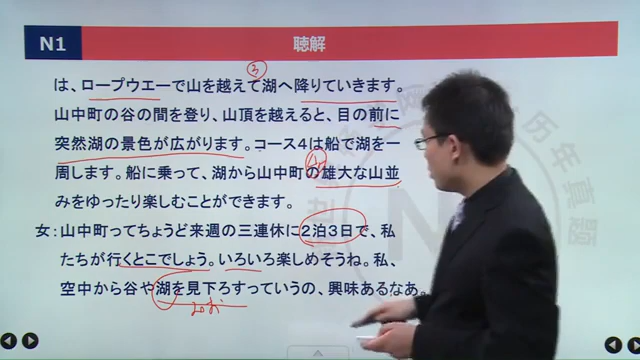 N1
聴解
は、ロープウエーで山を越えて湖へ降りていきます。
山中町の谷の間を登り、山頂を越えると、目の前に
突然湖の景色が広がります。コース４は船で湖を一
周します。船に乗って、湖から山中町の雄大な山並
みをゆったり楽しむことができます。
女：山中町ってちょうど来週の三連休に２泊３日で、私
たちが行くとこでしょう。いろいろ楽しめそうね。私、
空中から谷や湖を見下ろすっていうの、興味あるなあ。
みお